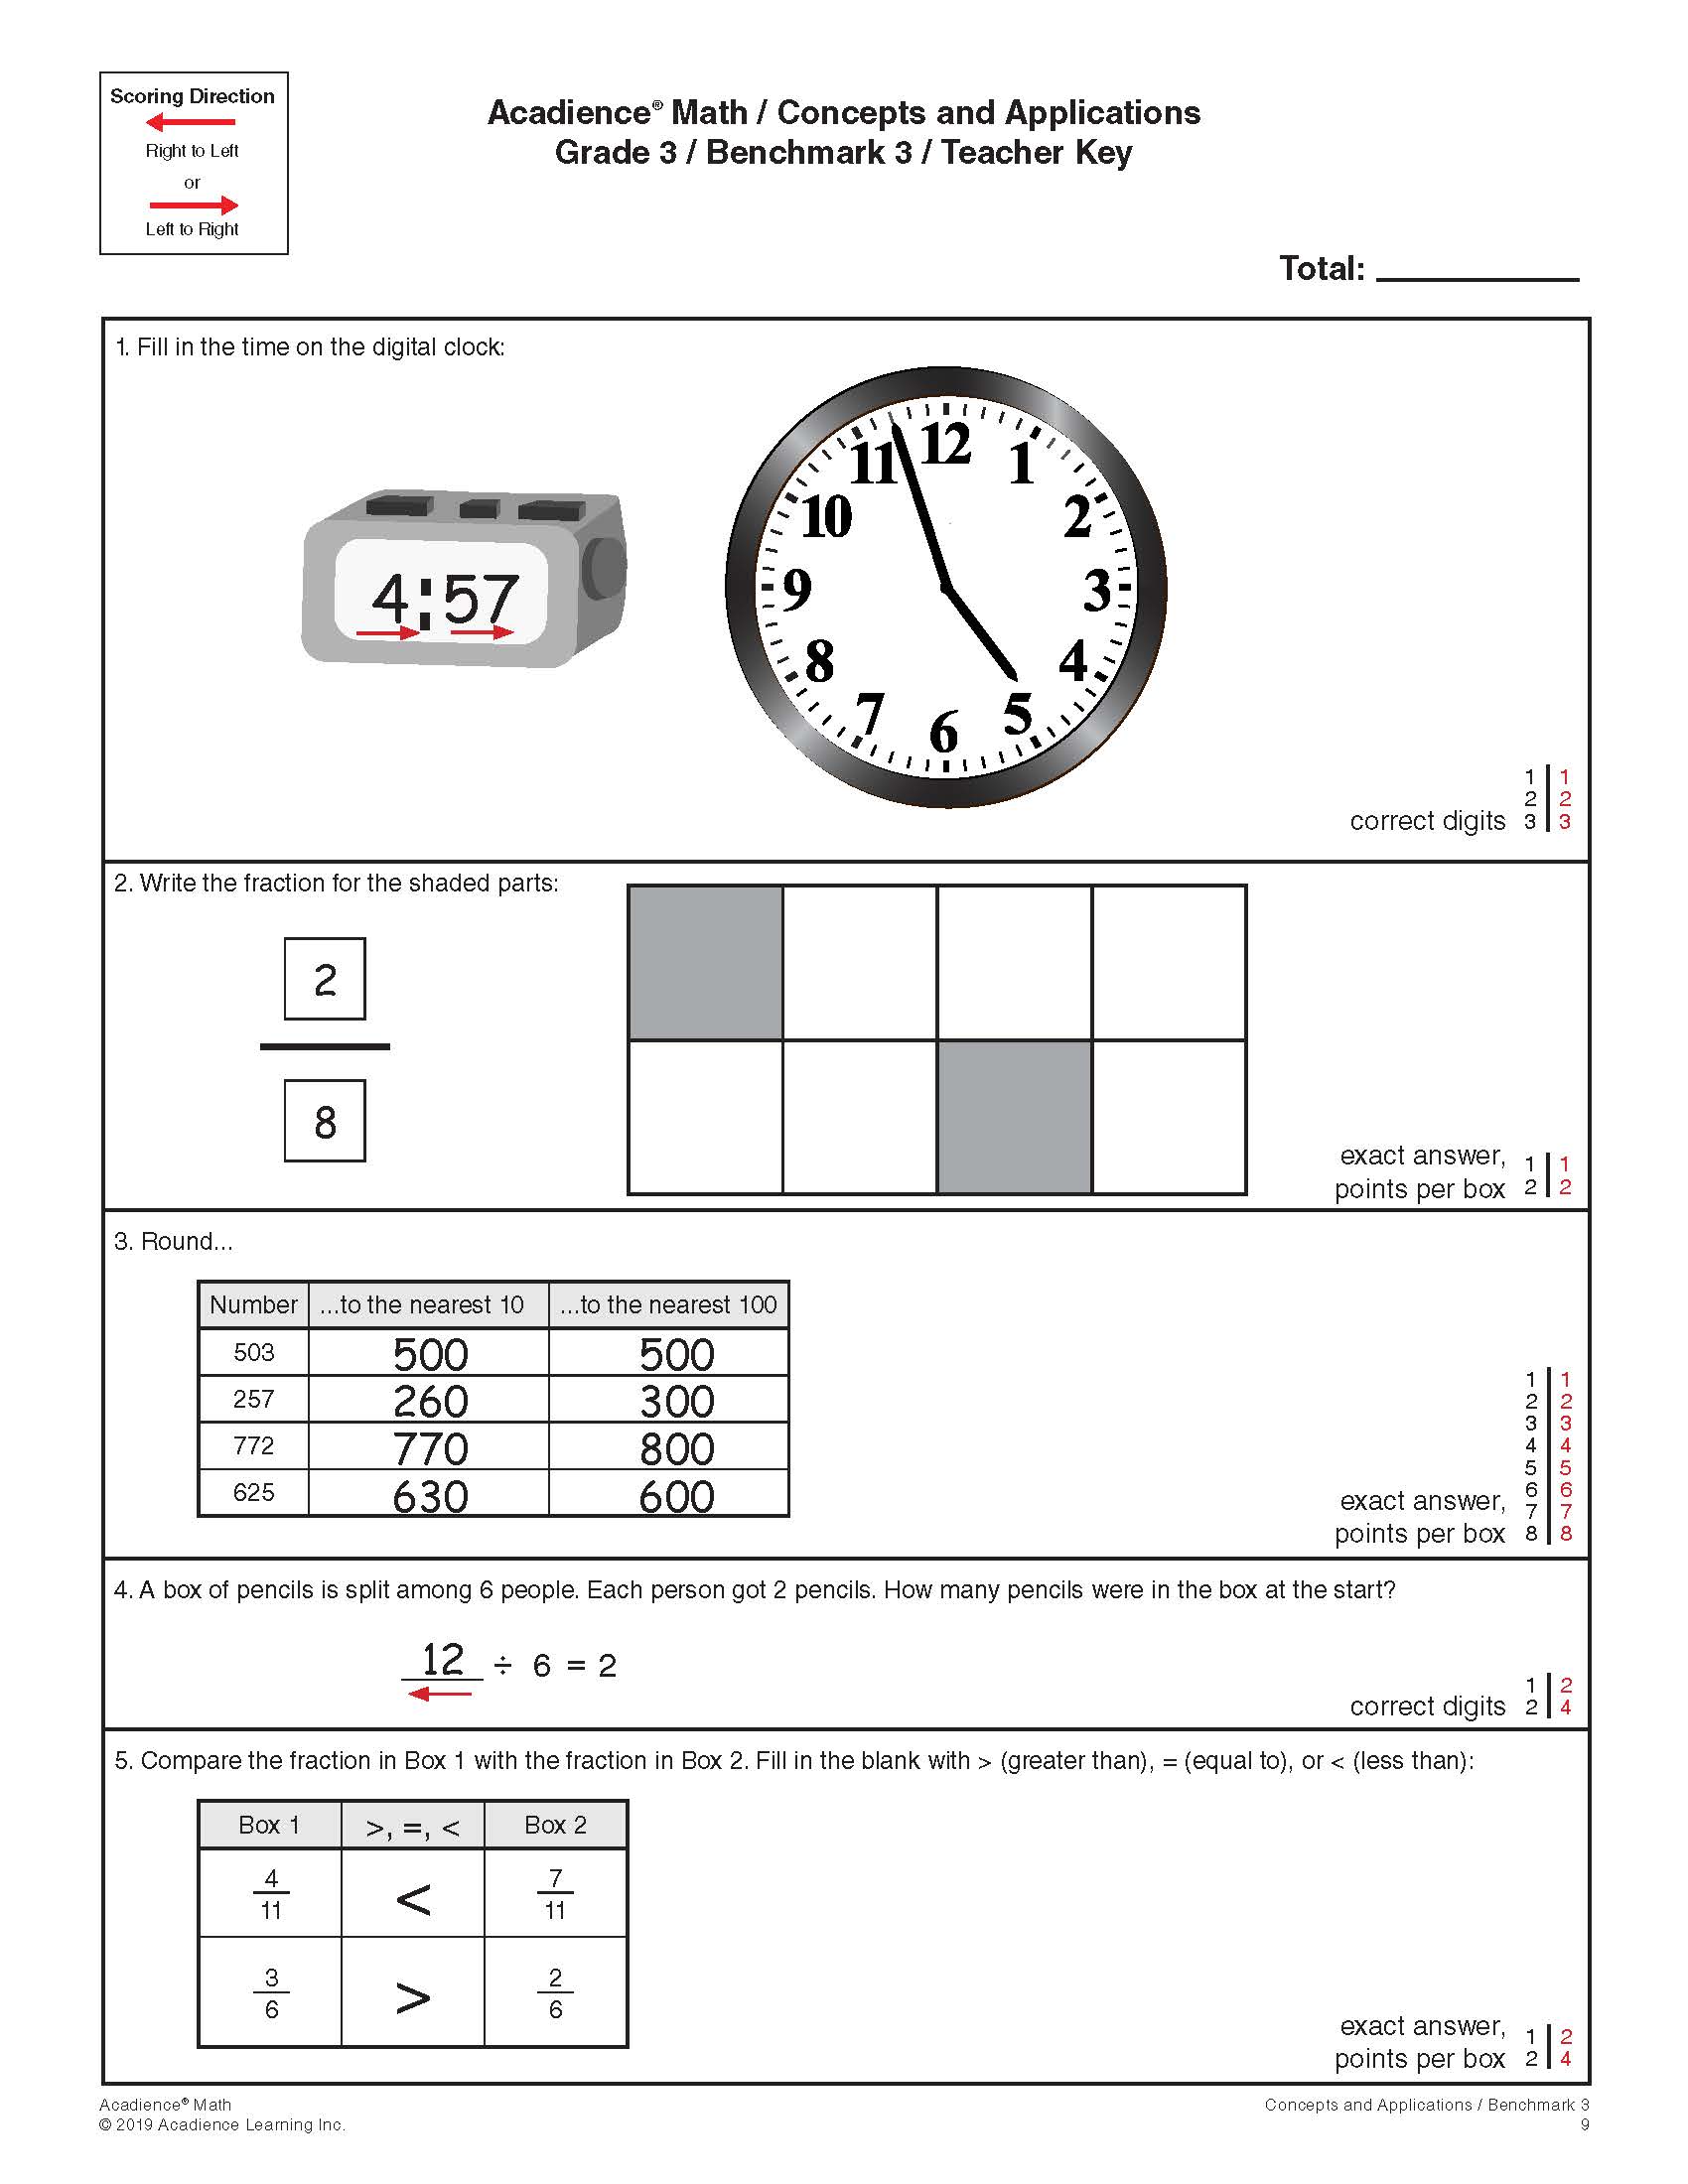 Scoring Direction
Right to Left
or
Left to Right
Acadience® Math / Concepts and Applications
Grade 3 / Benchmark 3 / Teacher Key
Total:
1. Fill in the time on the digital clock:
4:57
12
1
2
3
4
5
6
7
8
9
10
11
correct digits
1 | 1
2 | 2
3 | 3
2. Write the fraction for the shaded parts:
2
8
exact answer,
points per box
1 | 1
2 | 2
3. Round...
Number ...to the nearest 10 ...to the nearest 100
503 500 500
257 260 300
772 770 800
625 630 600
exact answer,
points per box
1 | 1
2 | 2
3 | 3
4 | 4
5 | 5
6 | 6
7 | 7
8 | 8
4. A box of pencils is split among 6 people. Each person got 2 pencils. How many pencils were in the box at the start?
12 ÷ 6 = 2
correct digits
1 | 2
2 | 4
5. Compare the fraction in Box 1 with the fraction in Box 2. Fill in the blank with > (greater than), = (equal to), or < (less than):
Box 1 >, =, < Box 2
4/11 < 7/11
3/6 > 2/6
exact answer,
points per box
1 | 2
2 | 4
Acadience® Math
© 2019 Acadience Learning Inc.
Concepts and Applications / Benchmark 3
9